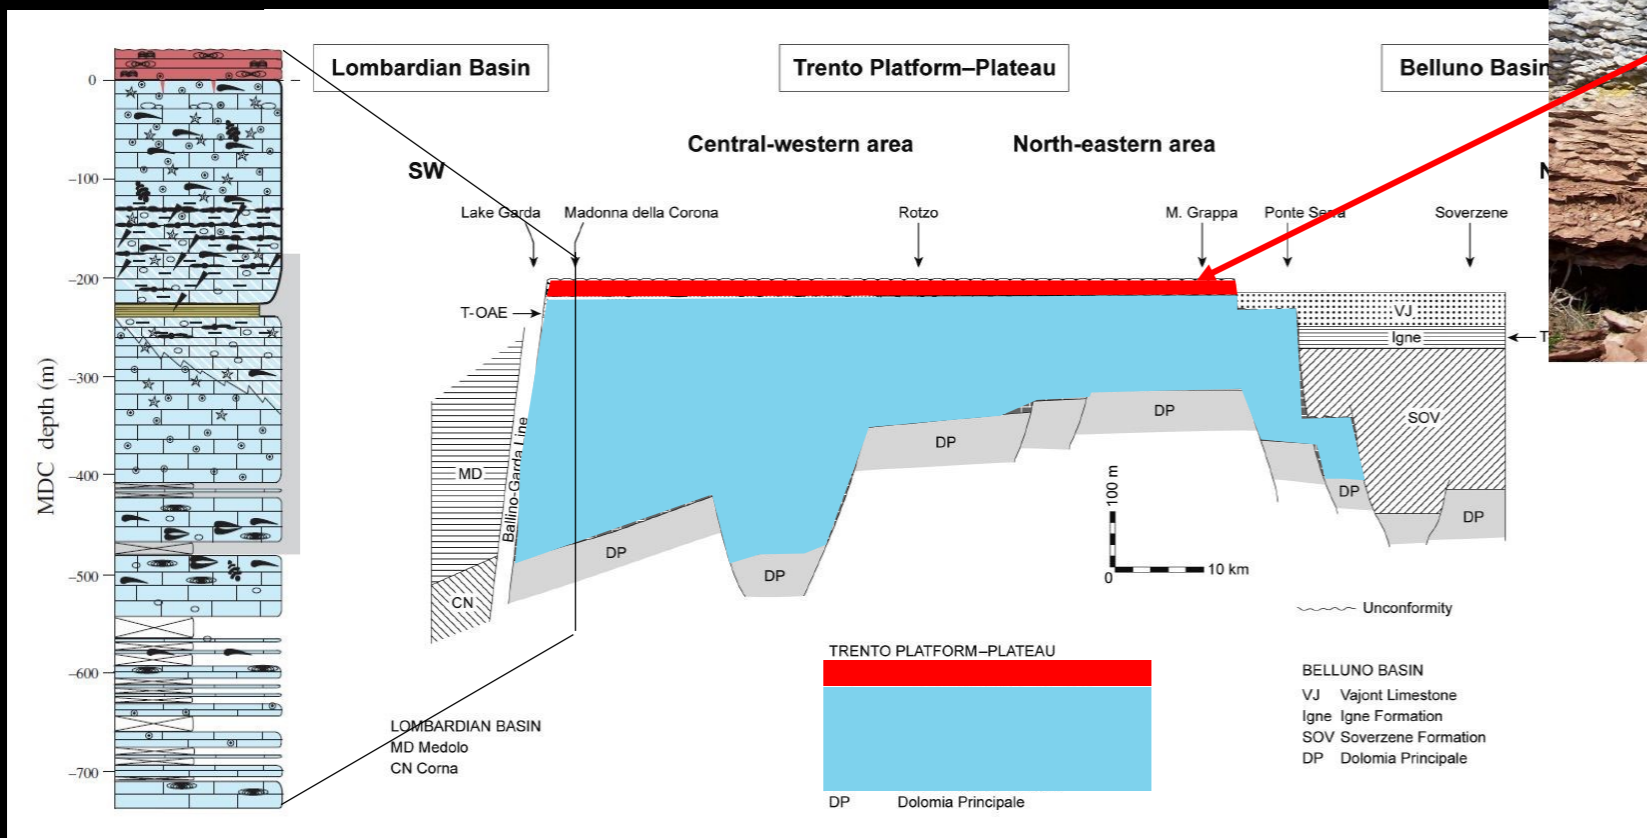 Lombardian Basin
Trento Platform–Plateau
Belluno Basin
Central-western area
North-eastern area
SW
N
Lake Garda
Madonna della Corona
Rotzo
M. Grappa
Ponte Serra
Soverzene
0
–100
–200
–300
–400
–500
–600
–700
MDC depth (m)
T-OAE
VJ
Igne
T
SOV
MD
CN
Ballino-Garda Line
DP
DP
DP
DP
DP
DP
100 m
0
10 km
Unconformity
TRENTO PLATFORM–PLATEAU
DP Dolomia Principale
LOMBARDIAN BASIN
MD Medolo
CN Corna
BELLUNO BASIN
VJ Vajont Limestone
Igne Igne Formation
SOV Soverzene Formation
DP Dolomia Principale